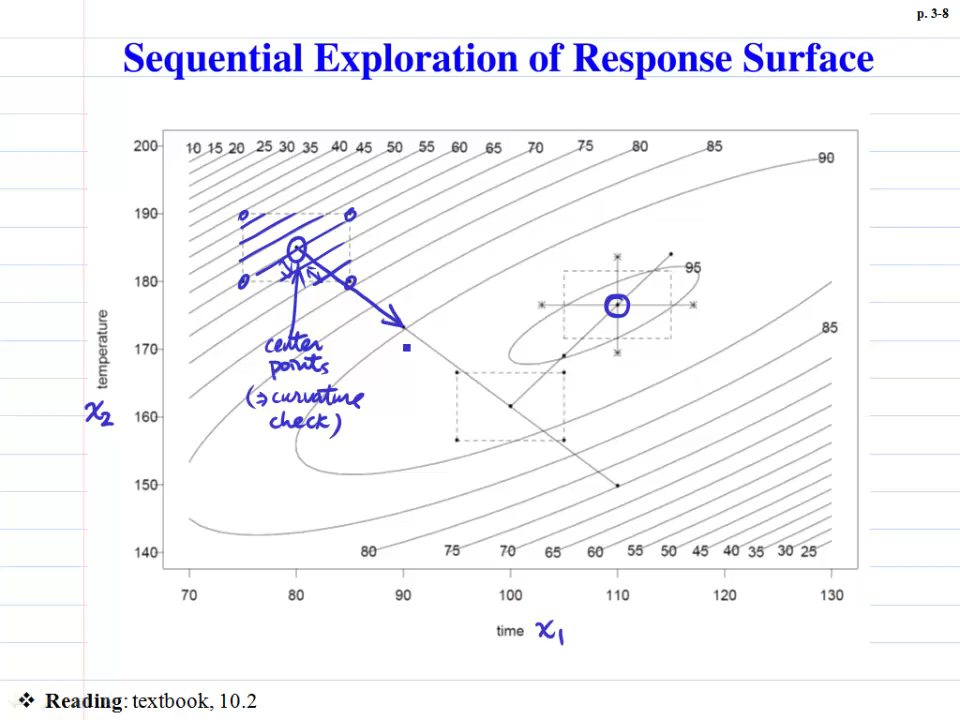 p. 3-8
Sequential Exploration of Response Surface
200 10 15 20 25 30 35 40 45 50 55 60 65 70 75 80 85 90
190
180 95
85
170
160
150
140 80 75 70 65 60 55 50 45 40 35 30 25
temperature
x2
center
points
(⇒ curvature
check)
70 80 90 100 110 120 130
time x1
❖ Reading: textbook, 10.2